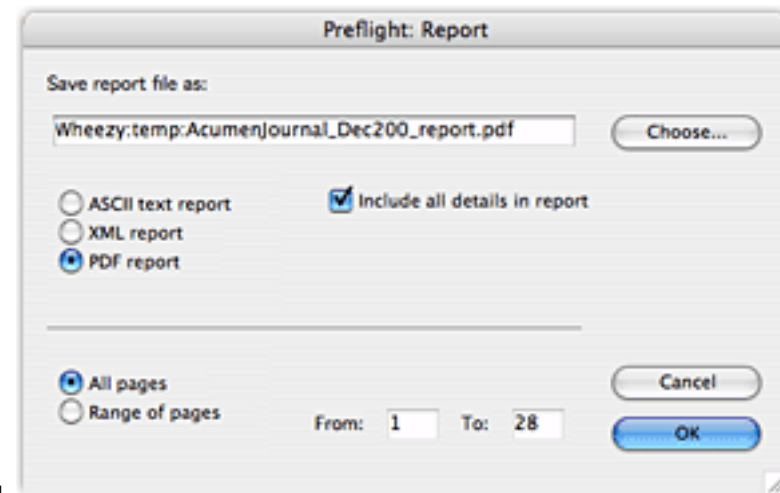 Preflight: Report
Save report file as:
Wheezy:temp:AcumenJournal_Dec200_report.pdf
Choose...
ASCII text report
Include all details in report
XML report
PDF report
All pages
Cancel
Range of pages
From: 1 To: 28
OK